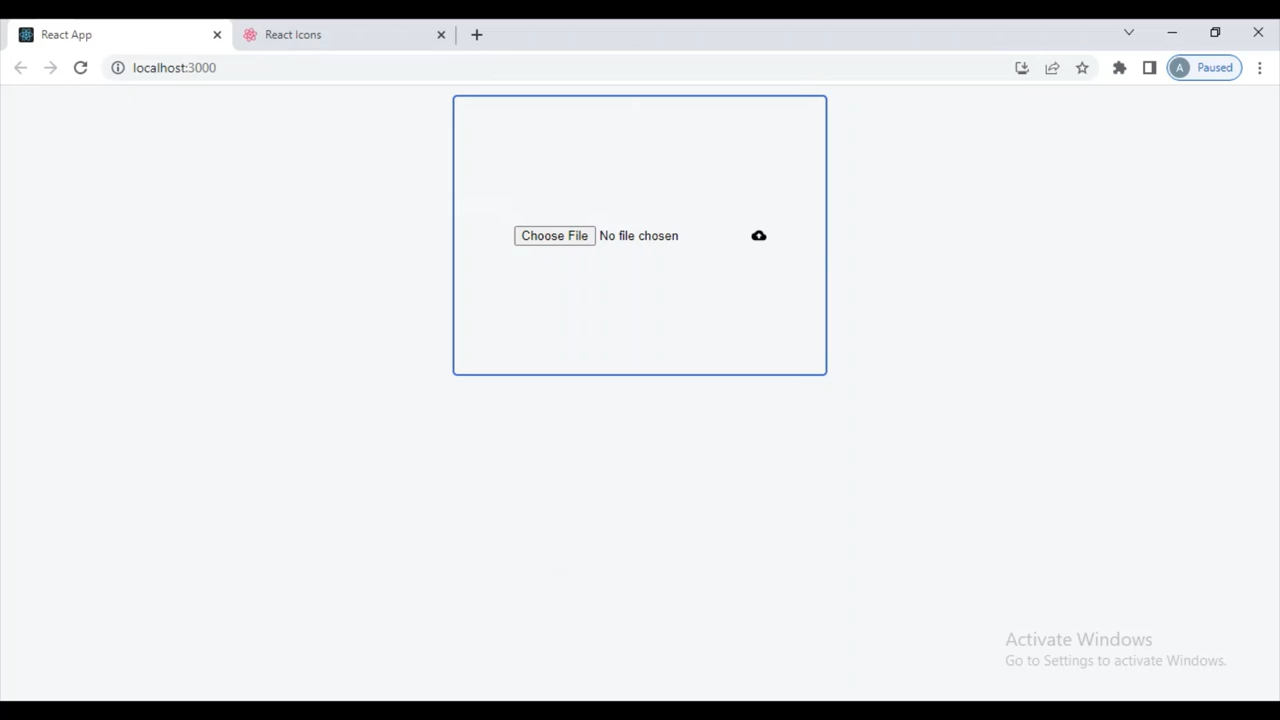 React App
React Icons
localhost:3000
A Paused
Choose File No file chosen
Activate Windows
Go to Settings to activate Windows.